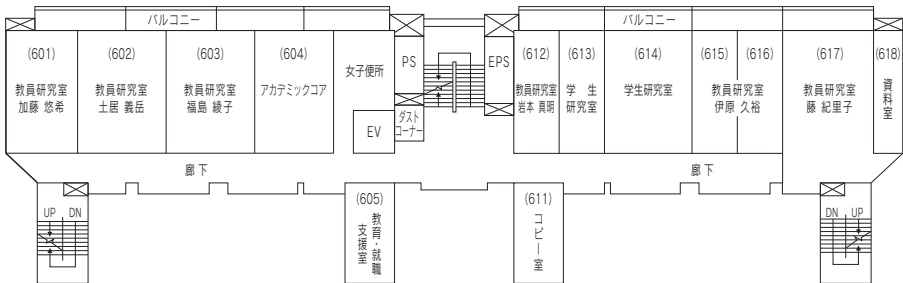 バルコニー
バルコニー
(601)
教員研究室
加藤 悠希
(602)
教員研究室
土居 義岳
(603)
教員研究室
福島 綾子
(604)
アカデミックコア
女子便所
EV
PS
ダスト
コーナー
EPS
(612)
教員研究室
岩本 真明
(613)
学 生
研究室
(614)
学生研究室
(615)
(616)
教員研究室
伊原 久裕
(617)
教員研究室
藤 紀里子
(618)
資料室
廊下
廊下
UP DN
(605)
教育・就職
支援室
(611)
コピー室
DN UP